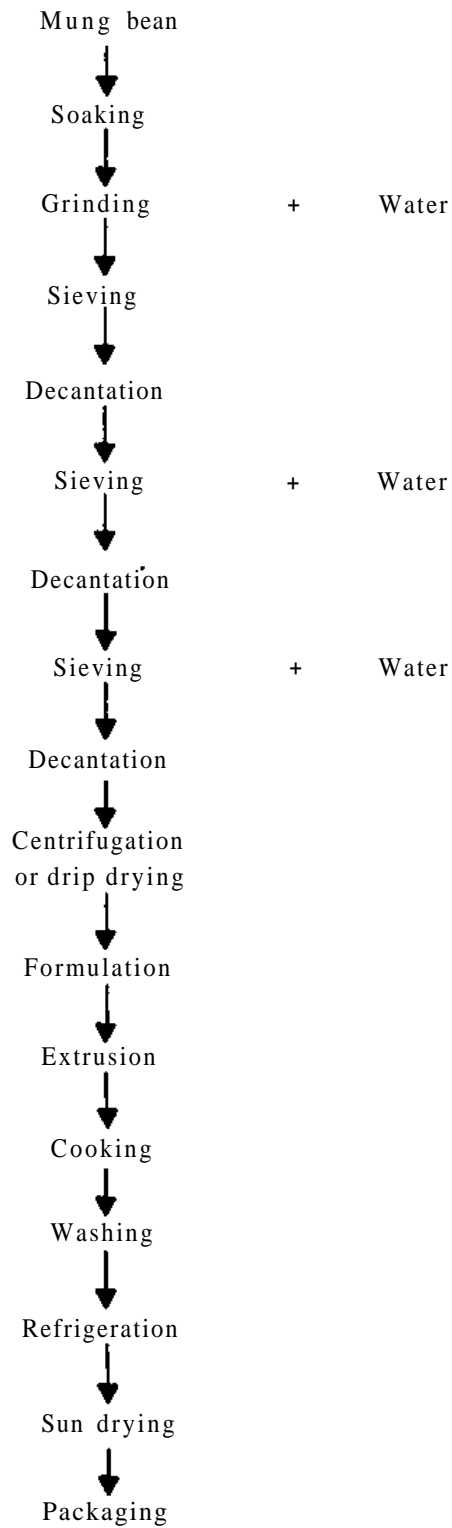 Mung bean
Soaking
Grinding + Water
Sieving
Decantation
Sieving + Water
Decantation
Sieving + Water
Decantation
Centrifugation
or drip drying
Formulation
Extrusion
Cooking
Washing
Refrigeration
Sun drying
Packaging